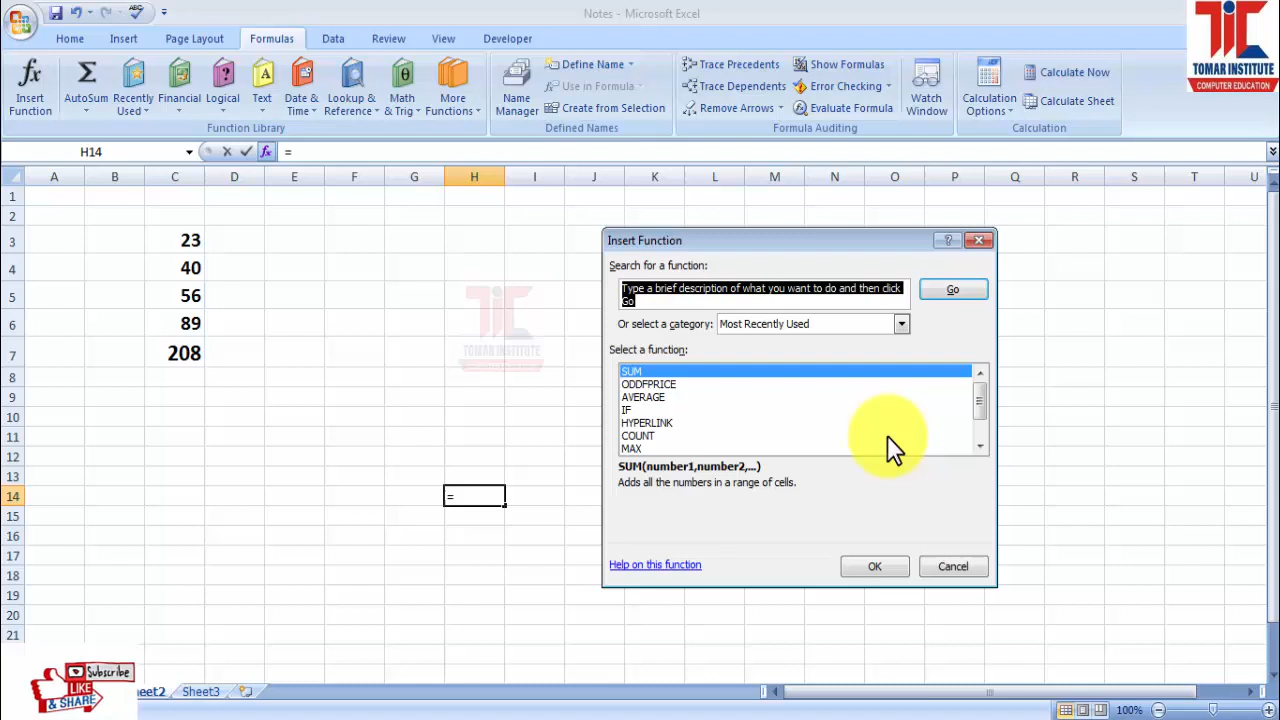 Notes - Microsoft Excel
Home Insert Page Layout Formulas Data Review View Developer
TOMAR INSTITUTE
COMPUTER EDUCATION
Insert Function
AutoSum
Recently Used
Financial
Logical
Text
Date & Time
Lookup & Reference
Math & Trig
More Functions
Function Library
Name Manager
Define Name
Use in Formula
Create from Selection
Defined Names
Trace Precedents
Trace Dependents
Remove Arrows
Show Formulas
Error Checking
Evaluate Formula
Formula Auditing
Watch Window
Calculation Options
Calculate Now
Calculate Sheet
Calculation
H14 fx =
A B C D E F G H I J K L M N O P Q R S T U
1
2
3 23
4 40
5 56
6 89
7 208
8
9
10
11
12
13
14 =
15
16
17
18
19
20
21
TOMAR INSTITUTE
Insert Function
Search for a function:
Type a brief description of what you want to do and then click
Go
Go
Or select a category: Most Recently Used
Select a function:
SUM
ODDFPRICE
AVERAGE
IF
HYPERLINK
COUNT
MAX
SUM(number1,number2,...)
Adds all the numbers in a range of cells.
Help on this function
OK Cancel
Subscribe
LIKE
& SHARE
eet2 Sheet3
100%